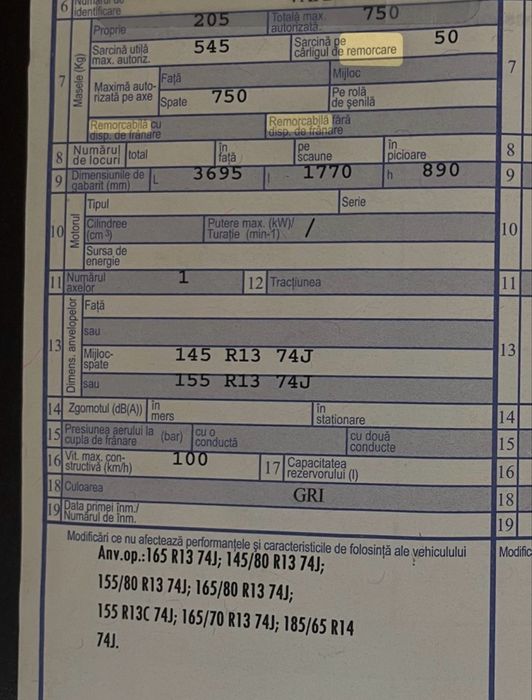 6 identificare
Masele (Kg)
Proprie 205 Totală max. autorizată 750
7 Sarcină utilă max. autoriz. 545 Sarcină pe cârligul de remorcare 50 7
Maximă autorizată pe axe Față Mijloc
Spate 750 Pe rolă de șenilă
Remorcabilă cu disp. de frânare Remorcabilă fără disp. de frânare
8 Numărul de locuri total în față pe scaune în picioare 8
9 Dimensiunile de gabarit (mm) L 3695 l 1770 h 890 9
Motorul
Tipul Serie
10 Cilindree (cm³) Putere max. (kW)/ Turație (min-1) / 10
Sursa de energie
11 Numărul axelor 1 12 Tracțiunea 11
Dimens. anvelopelor
Față
sau
13 Mijloc-spate 145 R13 74J 13
sau 155 R13 74J
14 Zgomotul (dB(A)) în mers în staționare 14
15 Presiunea aerului la cupla de frânare (bar) cu o conductă cu două conducte 15
16 Vit. max. constructivă (km/h) 100 17 Capacitatea rezervorului (l) 16
18 Culoarea GRI 18
19 Data primei înm./ Numărul de înm. 19
Modificări ce nu afectează performanțele și caracteristicile de folosință ale vehiculului Modific
Anv.op.:165 R13 74J; 145/80 R13 74J;
155/80 R13 74J; 165/80 R13 74J;
155 R13C 74J; 165/70 R13 74J; 185/65 R14
74J.